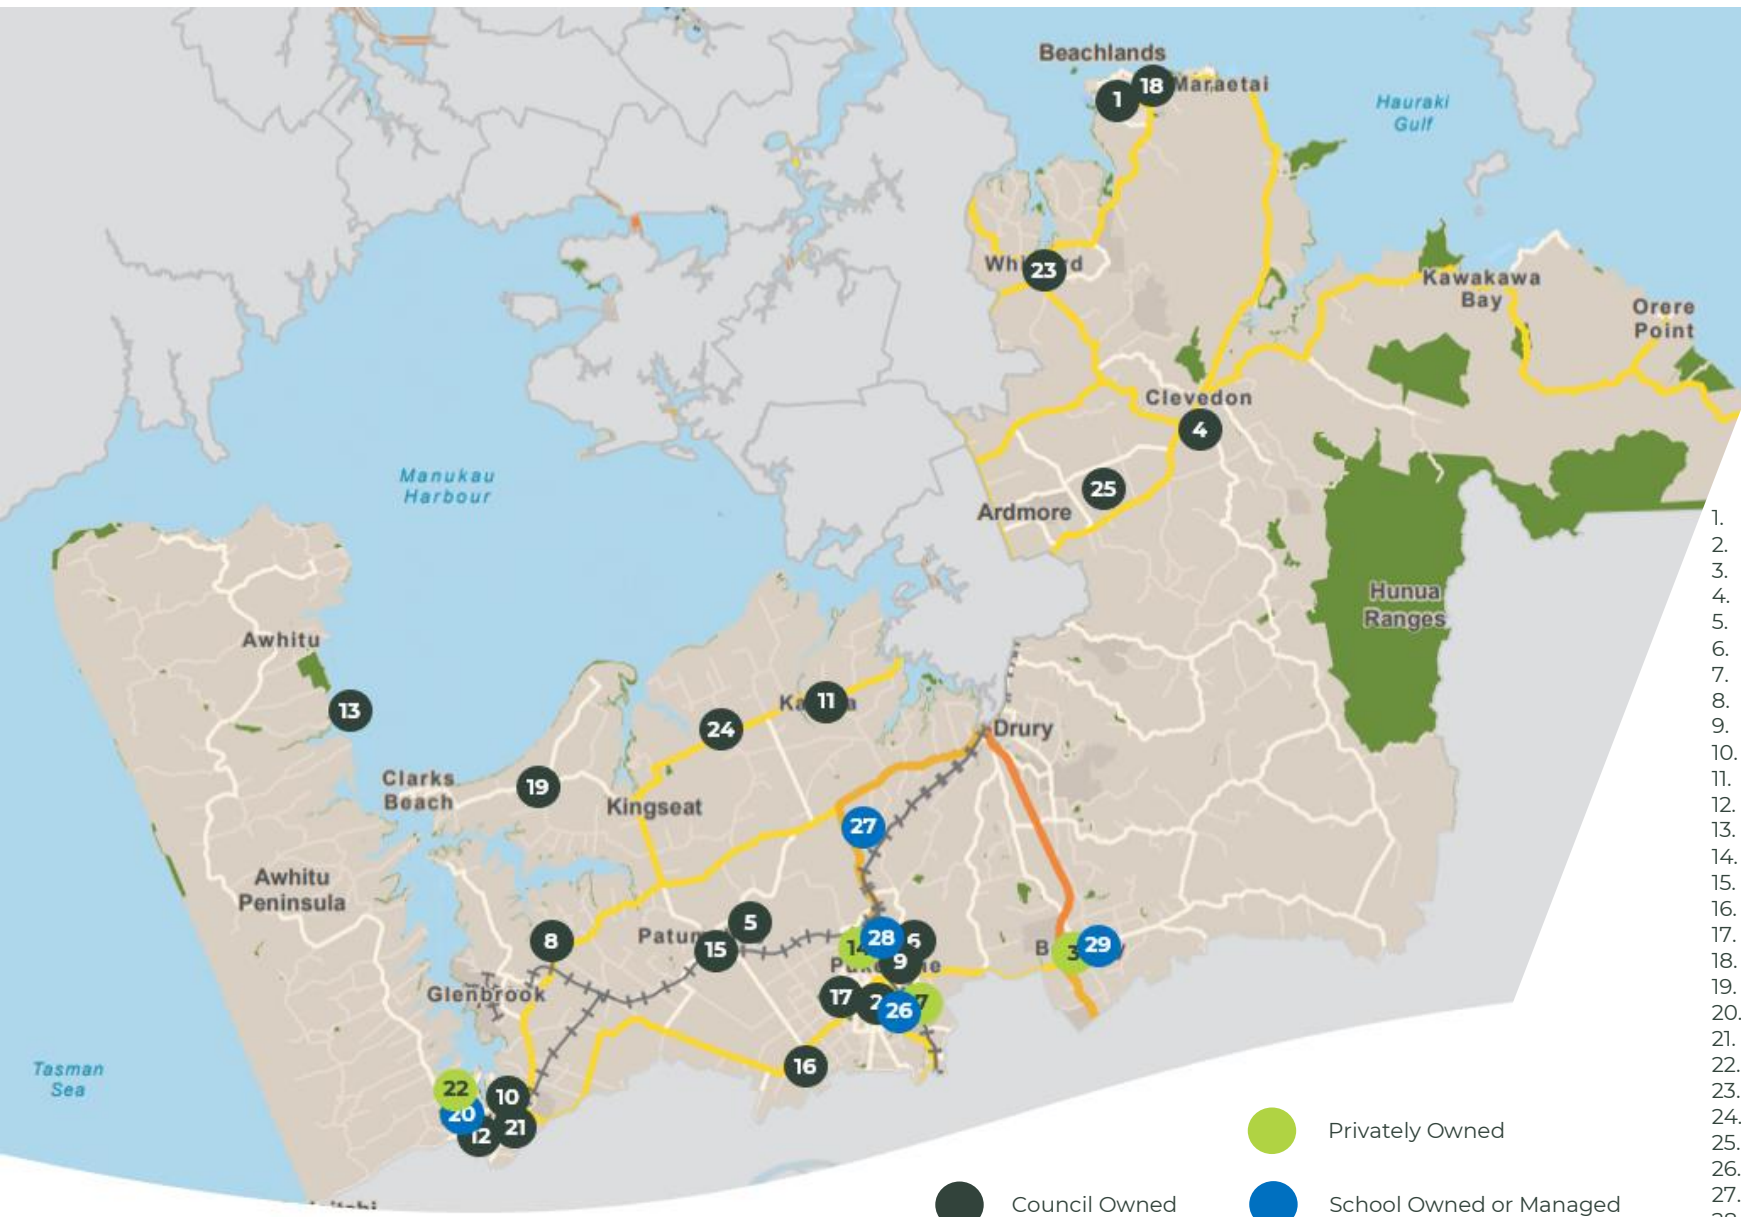 Beachlands
18
Maraetai
1
Hauraki
Gulf
23
Kawakawa
Bay
Orere
Point
Clevedon
4
Manukau
Harbour
25
Ardmore
Hunua
Ranges
Awhitu
13
11
24
Drury
Clarks
Beach
19
Kingseat
27
Awhitu
Peninsula
5
8
15
14
28
6
9
3
29
Glenbrook
17
2
26
7
16
Tasman
Sea
22
10
20
12
21
Privately Owned
Council Owned
School Owned or Managed
1.
2.
3.
4.
5.
6.
7.
8.
9.
10.
11.
12.
13.
14.
15.
16.
17.
18.
19.
20.
21.
22.
23.
24.
25.
26.
27.